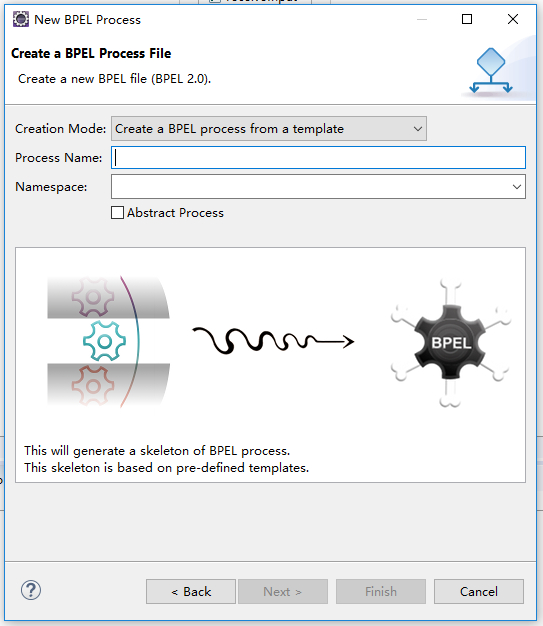 New BPEL Process
Create a BPEL Process File
Create a new BPEL file (BPEL 2.0).
Creation Mode: Create a BPEL process from a template
Process Name:
Namespace:
Abstract Process
BPEL
This will generate a skeleton of BPEL process.
This skeleton is based on pre-defined templates.
? < Back Next > Finish Cancel